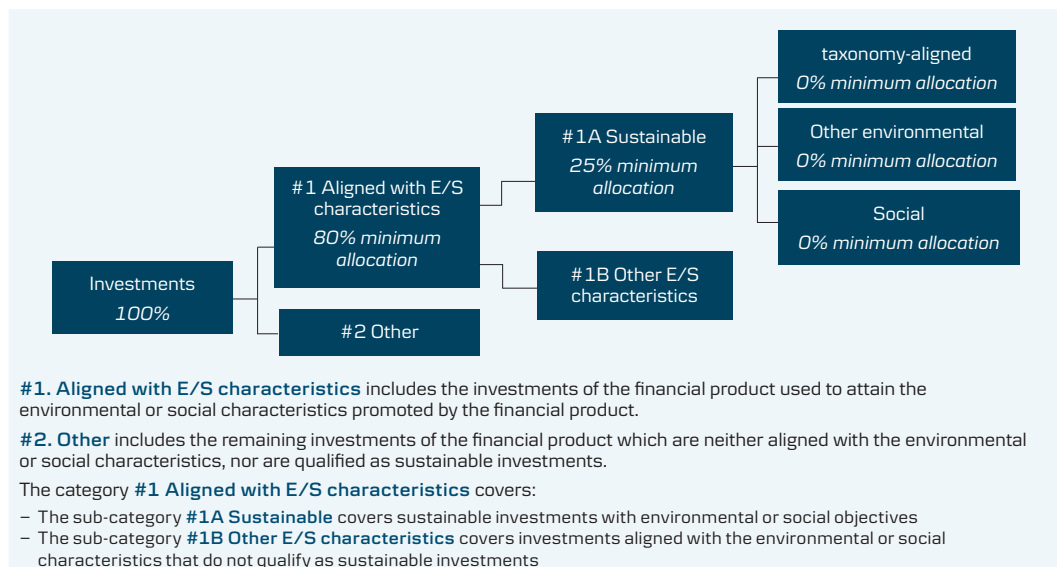 Investments
100%
#1 Aligned with E/S
characteristics
80% minimum
allocation
#2 Other
#1A Sustainable
25% minimum
allocation
#1B Other E/S
characteristics
taxonomy-aligned
0% minimum allocation
Other environmental
0% minimum allocation
Social
0% minimum allocation
#1. Aligned with E/S characteristics includes the investments of the financial product used to attain the
environmental or social characteristics promoted by the financial product.
#2. Other includes the remaining investments of the financial product which are neither aligned with the environmental
or social characteristics, nor are qualified as sustainable investments.
The category #1 Aligned with E/S characteristics covers:
– The sub-category #1A Sustainable covers sustainable investments with environmental or social objectives
– The sub-category #1B Other E/S characteristics covers investments aligned with the environmental or social
characteristics that do not qualify as sustainable investments